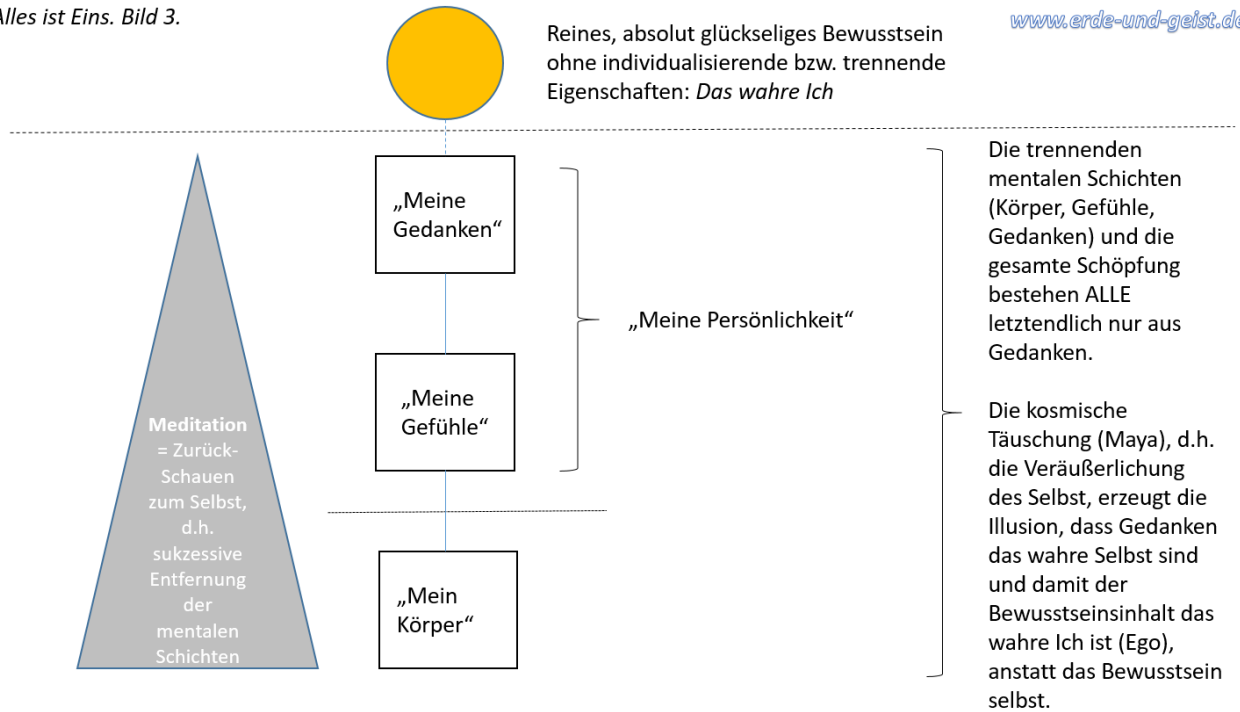 Alles ist Eins. Bild 3.
www.erde-und-geist.de
Reines, absolut glückseliges Bewusstsein
ohne individualisierende bzw. trennende
Eigenschaften: Das wahre Ich
„Meine
Gedanken“
„Meine
Gefühle“
„Mein
Körper“
„Meine Persönlichkeit“
Meditation
= Zurück-
Schauen
zum Selbst,
d.h.
sukzessive
Entfernung
der
mentalen
Schichten
Die trennenden
mentalen Schichten
(Körper, Gefühle,
Gedanken) und die
gesamte Schöpfung
bestehen ALLE
letztendlich nur aus
Gedanken.
Die kosmische
Täuschung (Maya), d.h.
die Veräußerlichung
des Selbst, erzeugt die
Illusion, dass Gedanken
das wahre Selbst sind
und damit der
Bewusstseinsinhalt das
wahre Ich ist (Ego),
anstatt das Bewusstsein
selbst.